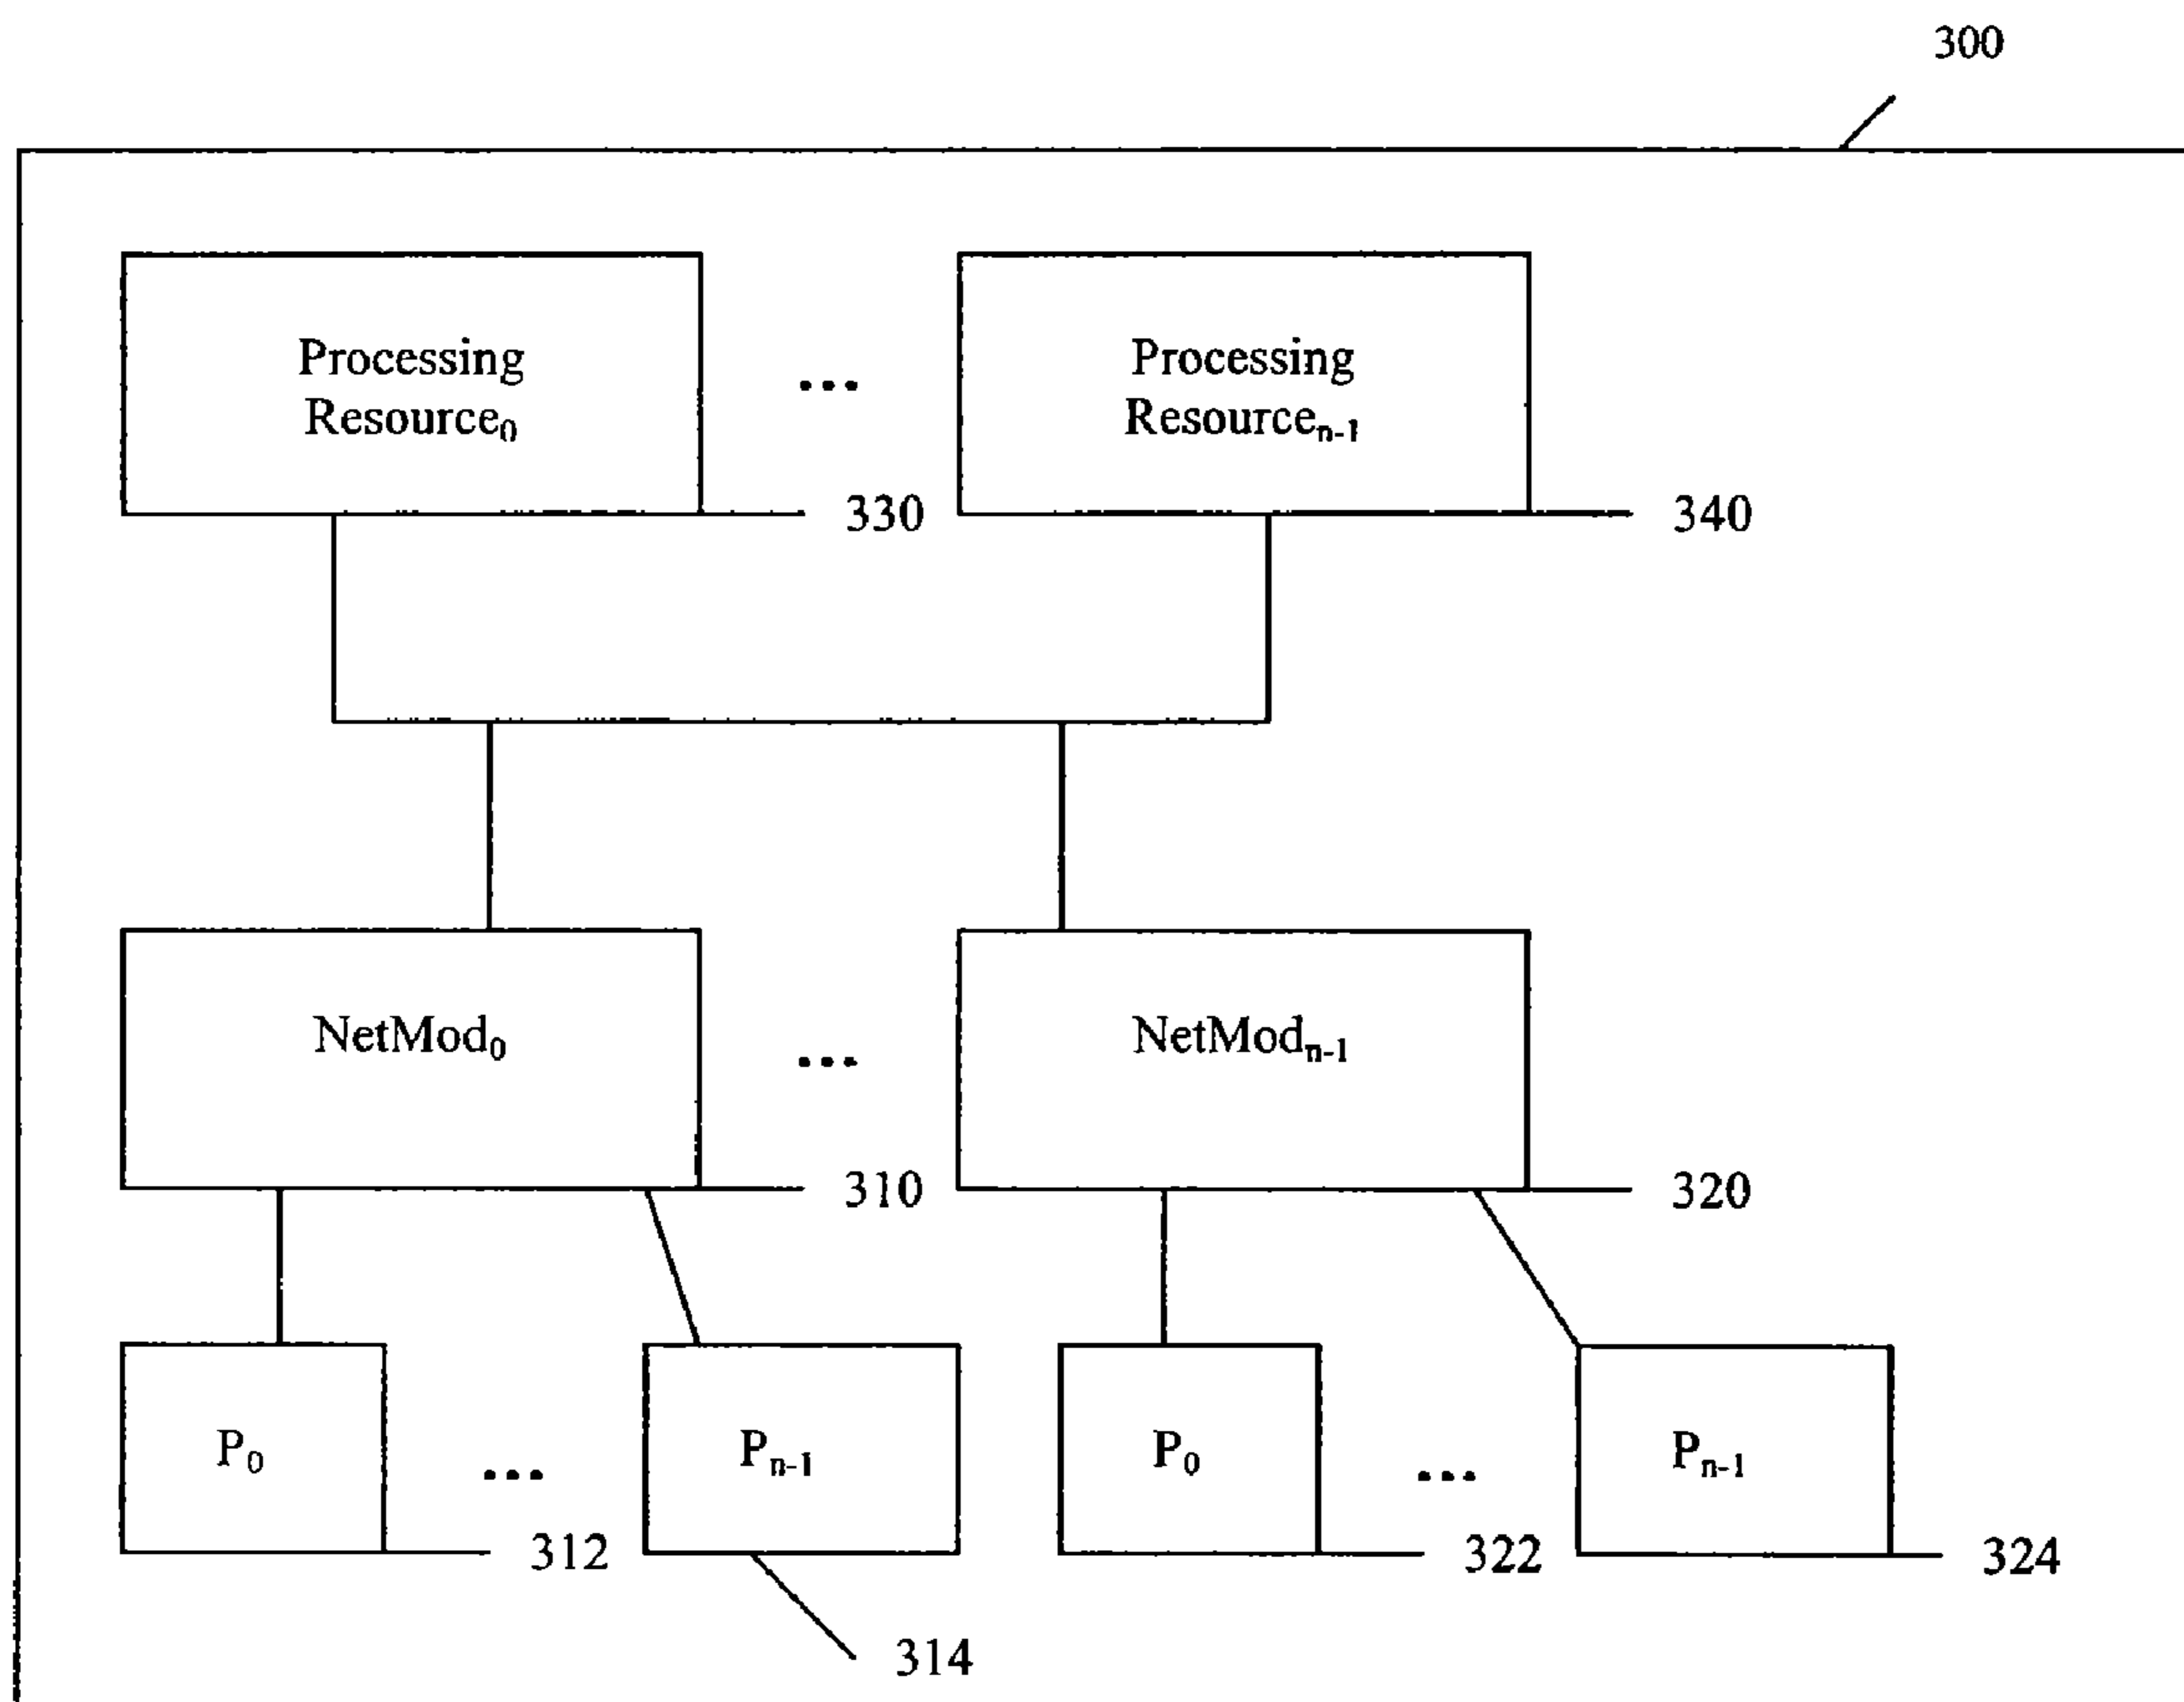 300
Processing
Resource₀
...
Processing
Resourceₙ₋₁
330
340
NetMod₀
...
NetModₙ₋₁
310
320
P₀
...
Pₙ₋₁
P₀
...
Pₙ₋₁
312
322
324
314